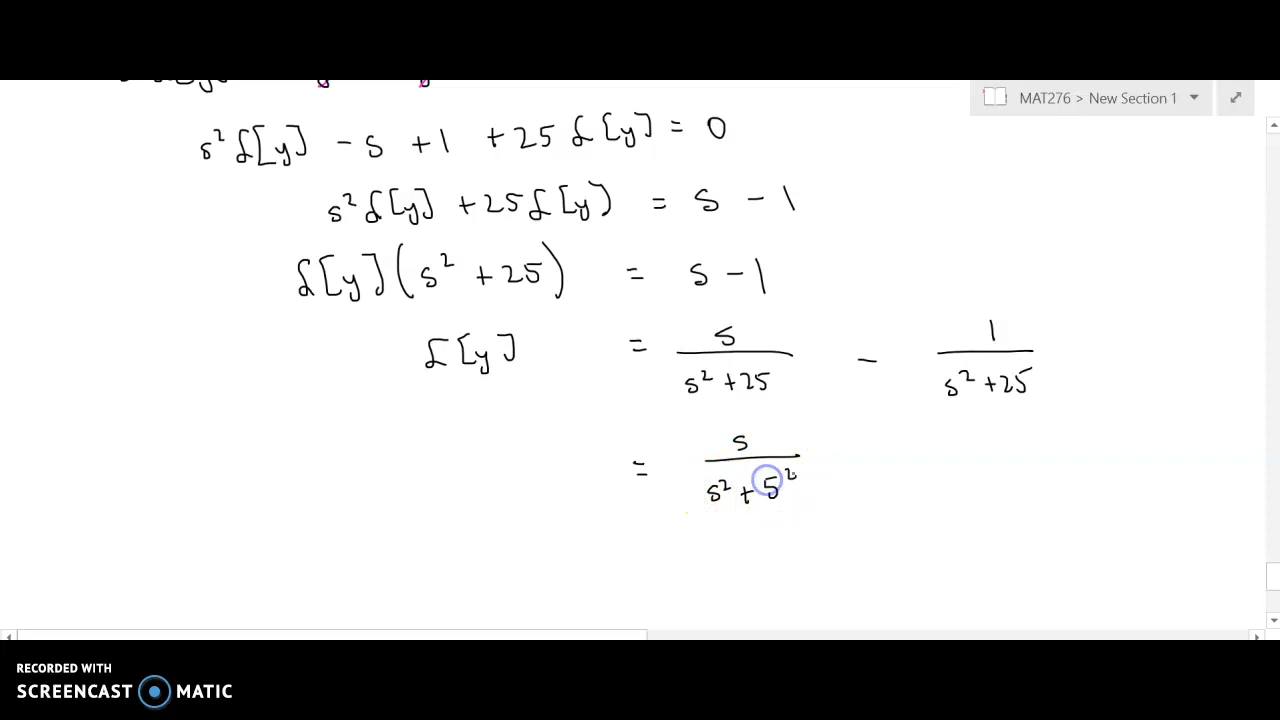 MAT276 > New Section 1
s² ℒ[y] - s + 1 + 25 ℒ[y] = 0
s² ℒ[y] + 25 ℒ[y] = s - 1
ℒ[y] (s² + 25) = s - 1
ℒ[y] = s / (s² + 25) - 1 / (s² + 25)
= s / (s² + 5²)
RECORDED WITH
SCREENCAST MATIC